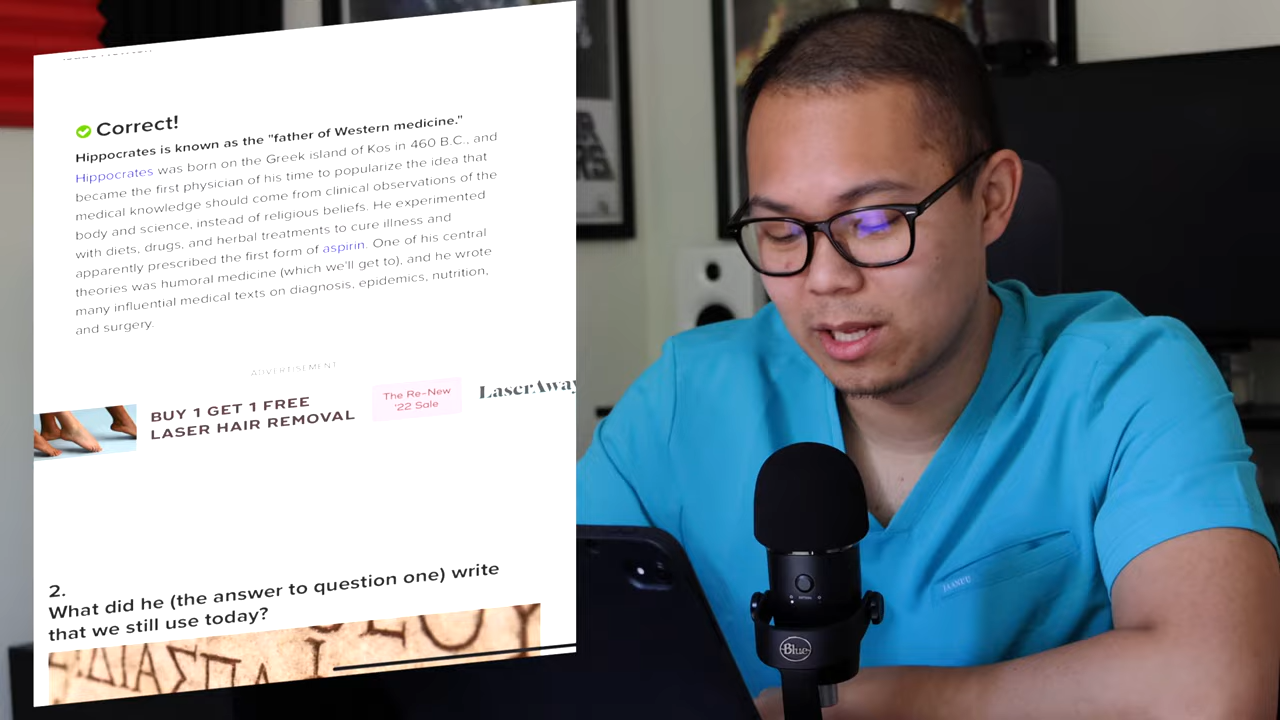 Correct!
Hippocrates is known as the "father of Western medicine."
Hippocrates was born on the Greek island of Kos in 460 B.C., and
became the first physician of his time to popularize the idea that
medical knowledge should come from clinical observations of the
body and science, instead of religious beliefs. He experimented
with diets, drugs, and herbal treatments to cure illness and
apparently prescribed the first form of aspirin. One of his central
theories was humoral medicine (which we'll get to), and he wrote
many influential medical texts on diagnosis, epidemics, nutrition,
and surgery.
ADVERTISEMENT
BUY 1 GET 1 FREE
LASER HAIR REMOVAL
The Re-New
'22 Sale
LaserAway
2.
What did he (the answer to question one) write
that we still use today?
JAANUU
Blue